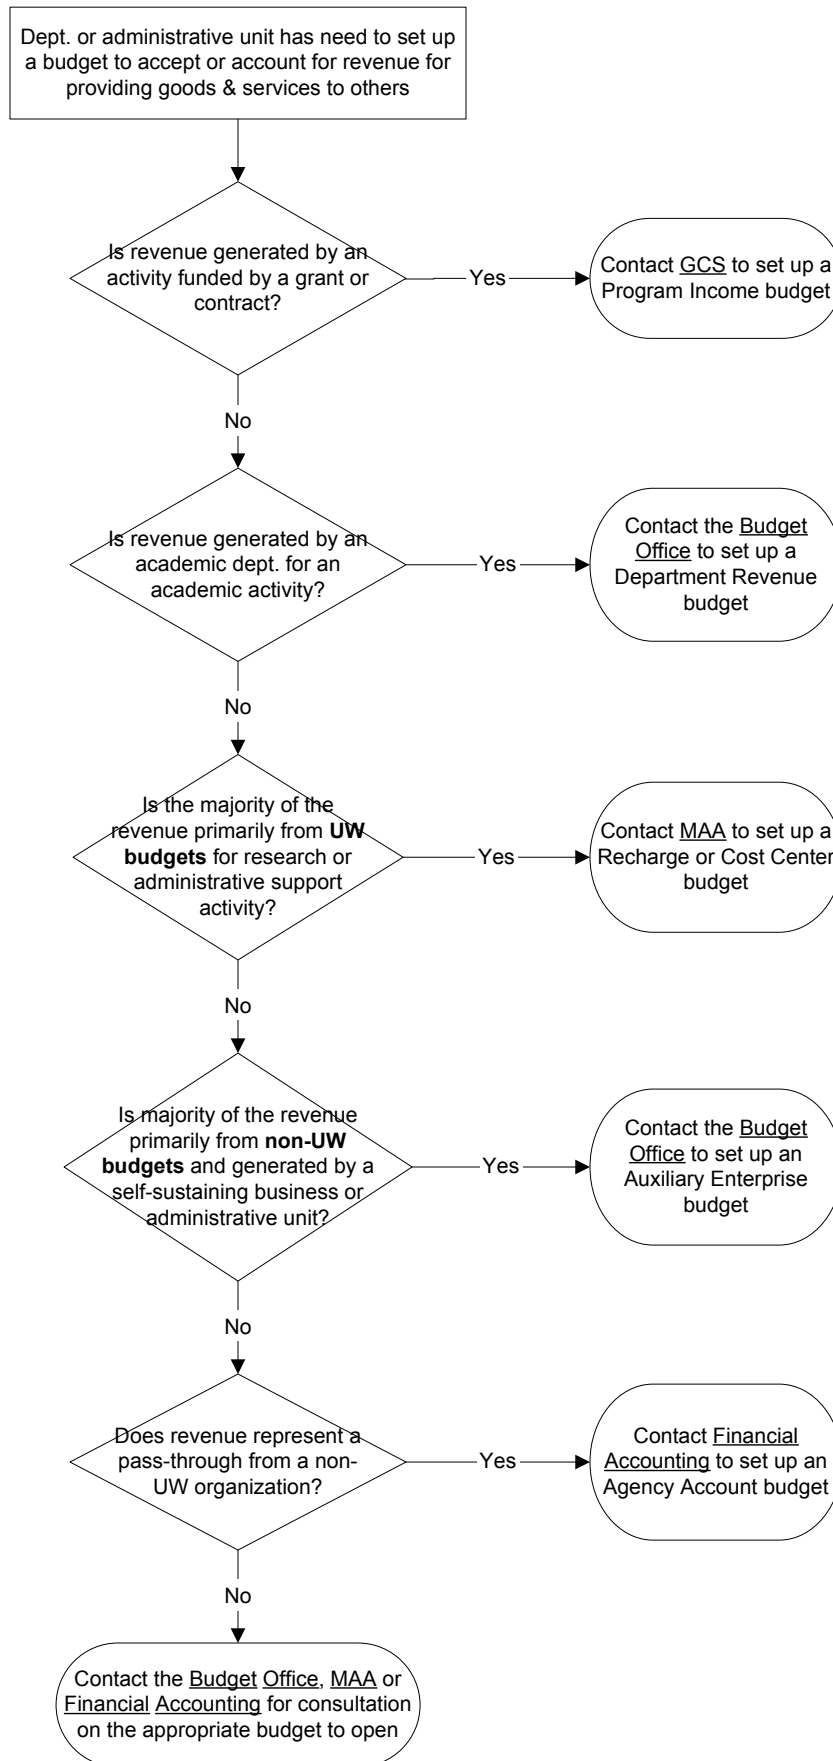 Dept. or administrative unit has need to set up
a budget to accept or account for revenue for
providing goods & services to others
Is revenue generated by an
activity funded by a grant or
contract?
Yes
Contact GCS to set up a
Program Income budget
No
Is revenue generated by an
academic dept. for an
academic activity?
Yes
Contact the Budget
Office to set up a
Department Revenue
budget
No
Is the majority of the
revenue primarily from UW
budgets for research or
administrative support
activity?
Yes
Contact MAA to set up a
Recharge or Cost Center
budget
No
Is majority of the revenue
primarily from non-UW
budgets and generated by a
self-sustaining business or
administrative unit?
Yes
Contact the Budget
Office to set up an
Auxiliary Enterprise
budget
No
Does revenue represent a
pass-through from a non-
UW organization?
Yes
Contact Financial
Accounting to set up an
Agency Account budget
No
Contact the Budget Office, MAA or
Financial Accounting for consultation
on the appropriate budget to open